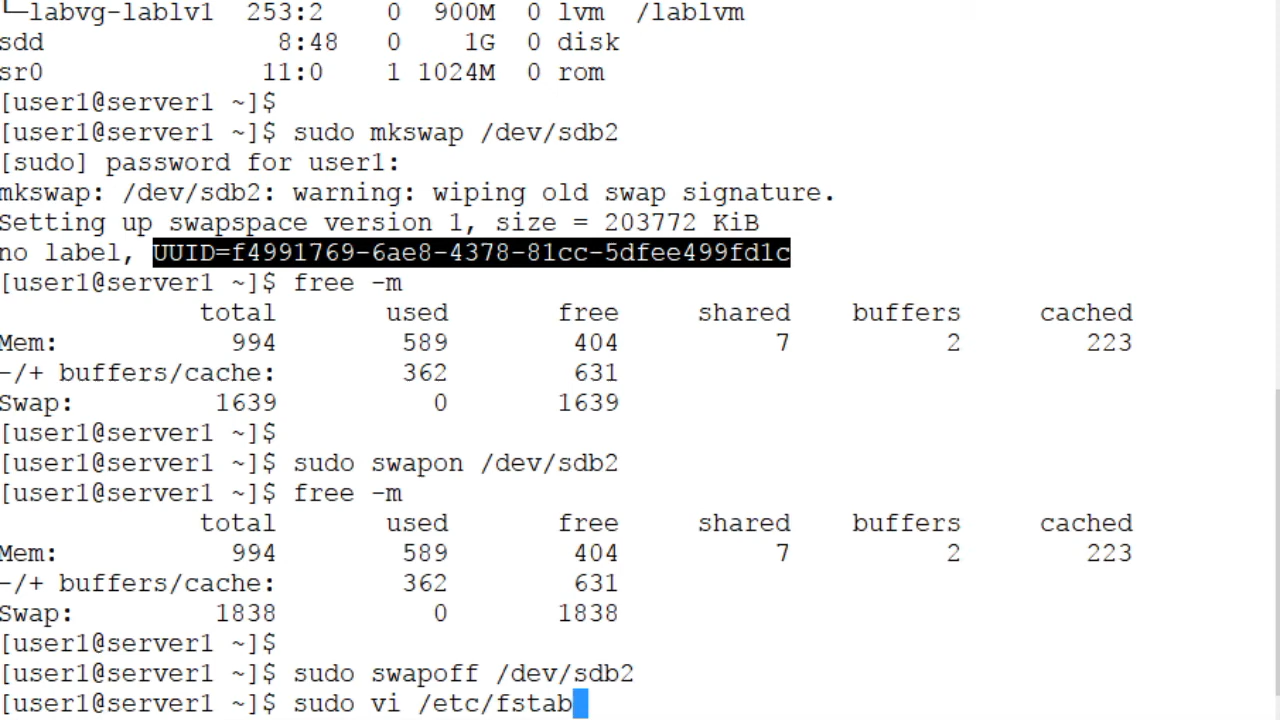 └─labvg-lablv1 253:2 0 900M 0 lvm /lablvm
sdd 8:48 0 1G 0 disk
sr0 11:0 1 1024M 0 rom
[user1@server1 ~]$
[user1@server1 ~]$ sudo mkswap /dev/sdb2
[sudo] password for user1:
mkswap: /dev/sdb2: warning: wiping old swap signature.
Setting up swapspace version 1, size = 203772 KiB
no label, UUID=f4991769-6ae8-4378-81cc-5dfee499fd1c
[user1@server1 ~]$ free -m
total used free shared buffers cached
Mem: 994 589 404 7 2 223
-/+ buffers/cache: 362 631
Swap: 1639 0 1639
[user1@server1 ~]$
[user1@server1 ~]$ sudo swapon /dev/sdb2
[user1@server1 ~]$ free -m
total used free shared buffers cached
Mem: 994 589 404 7 2 223
-/+ buffers/cache: 362 631
Swap: 1838 0 1838
[user1@server1 ~]$
[user1@server1 ~]$ sudo swapoff /dev/sdb2
[user1@server1 ~]$ sudo vi /etc/fstab